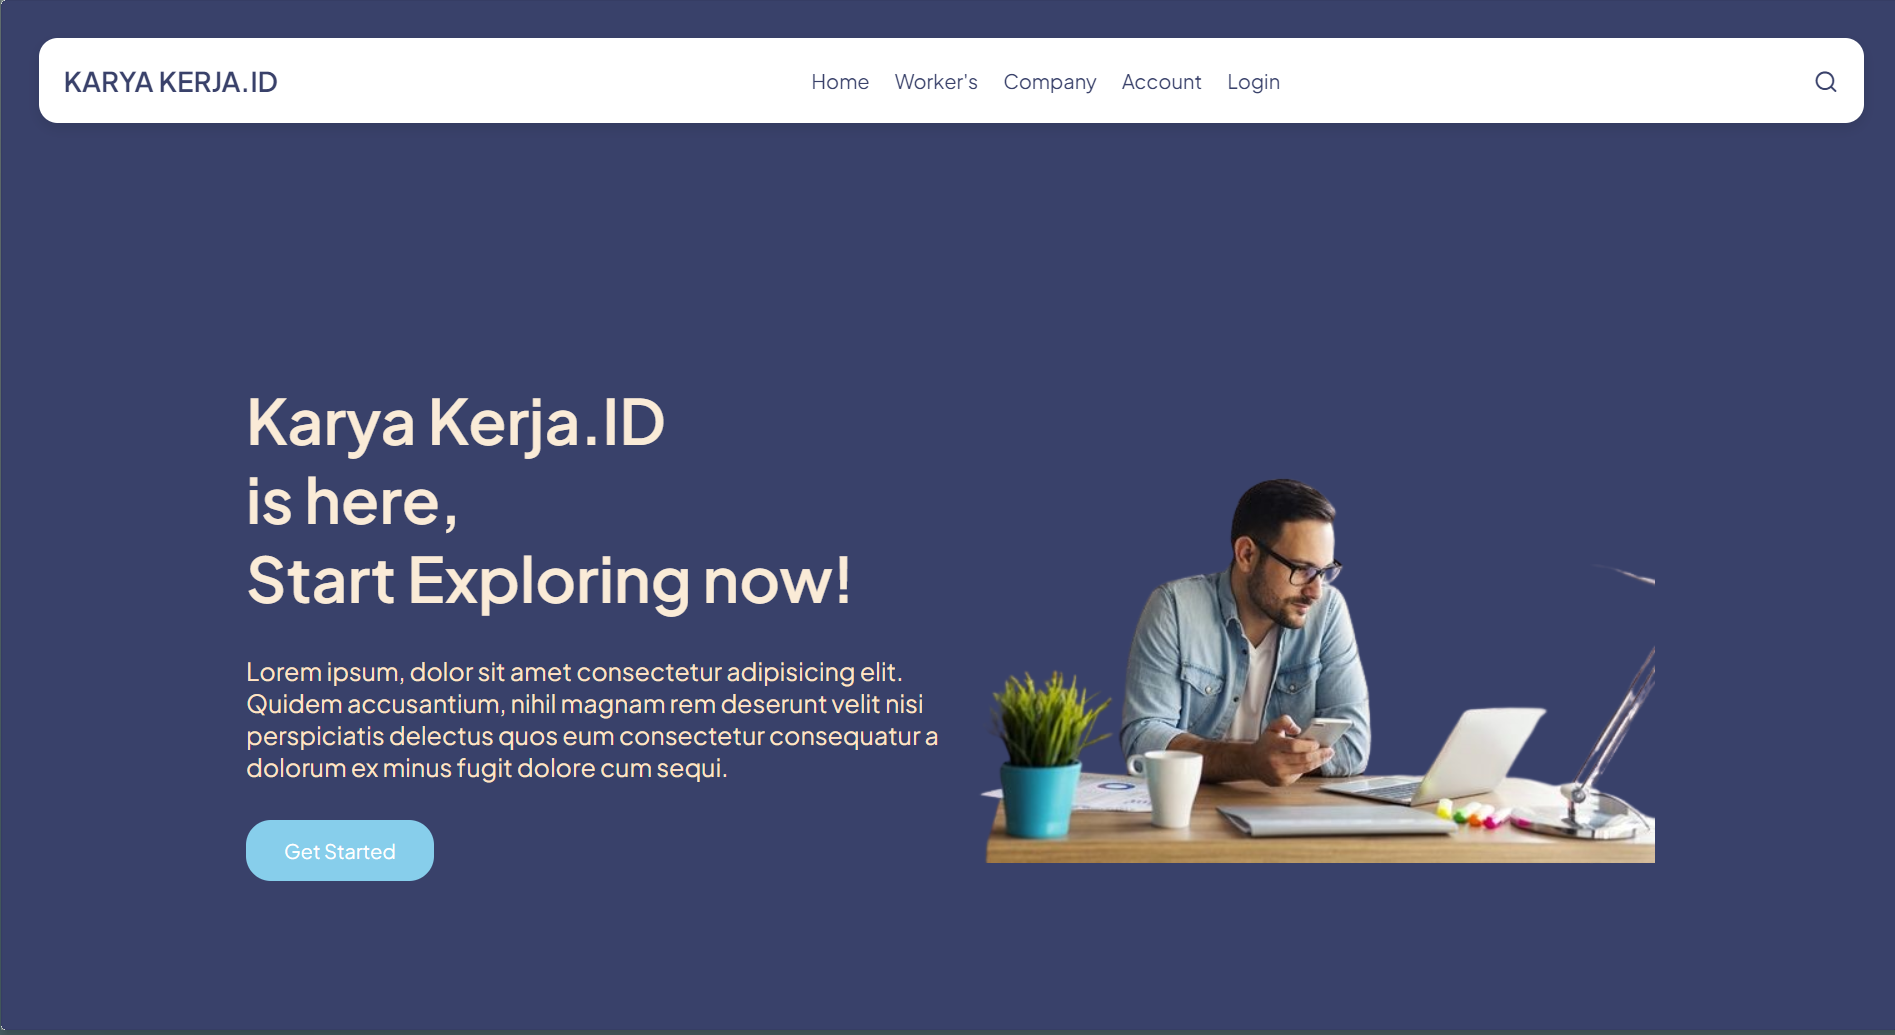 KARYA KERJA.ID
Home Worker's Company Account Login
Karya Kerja.ID
is here,
Start Exploring now!
Lorem ipsum, dolor sit amet consectetur adipisicing elit.
Quidem accusantium, nihil magnam rem deserunt velit nisi
perspiciatis delectus quos eum consectetur consequatur a
dolorum ex minus fugit dolore cum sequi.
Get Started